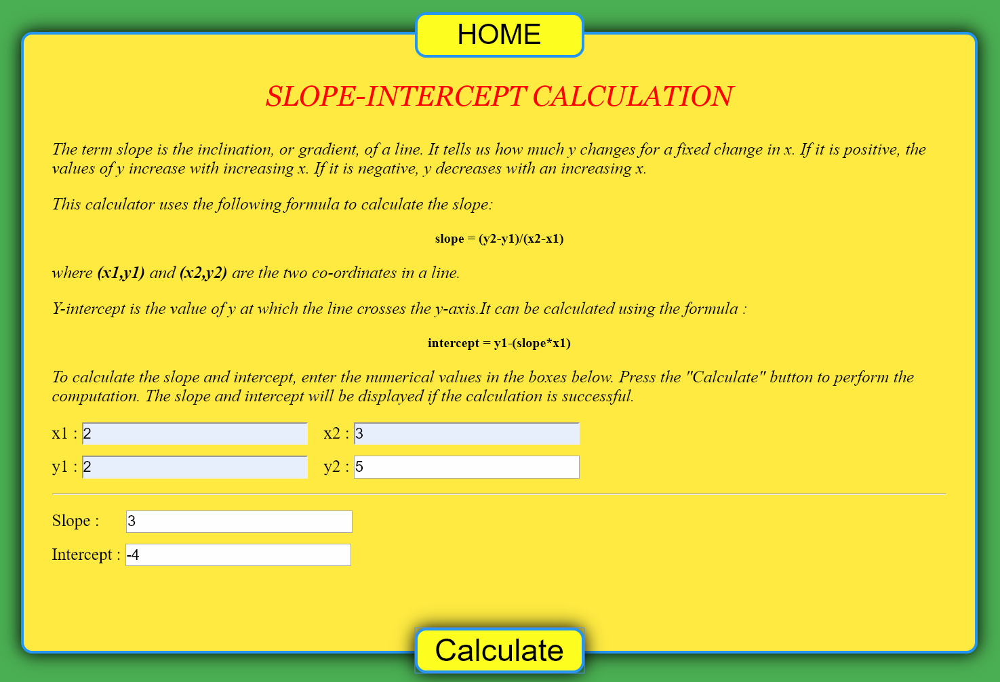 HOME
SLOPE-INTERCEPT CALCULATION
The term slope is the inclination, or gradient, of a line. It tells us how much y changes for a fixed change in x. If it is positive, the
values of y increase with increasing x. If it is negative, y decreases with an increasing x.
This calculator uses the following formula to calculate the slope:
slope = (y2-y1)/(x2-x1)
where (x1,y1) and (x2,y2) are the two co-ordinates in a line.
Y-intercept is the value of y at which the line crosses the y-axis.It can be calculated using the formula :
intercept = y1-(slope*x1)
To calculate the slope and intercept, enter the numerical values in the boxes below. Press the "Calculate" button to perform the
computation. The slope and intercept will be displayed if the calculation is successful.
x1 : 2 x2 : 3
y1 : 2 y2 : 5
Slope : 3
Intercept : -4
Calculate